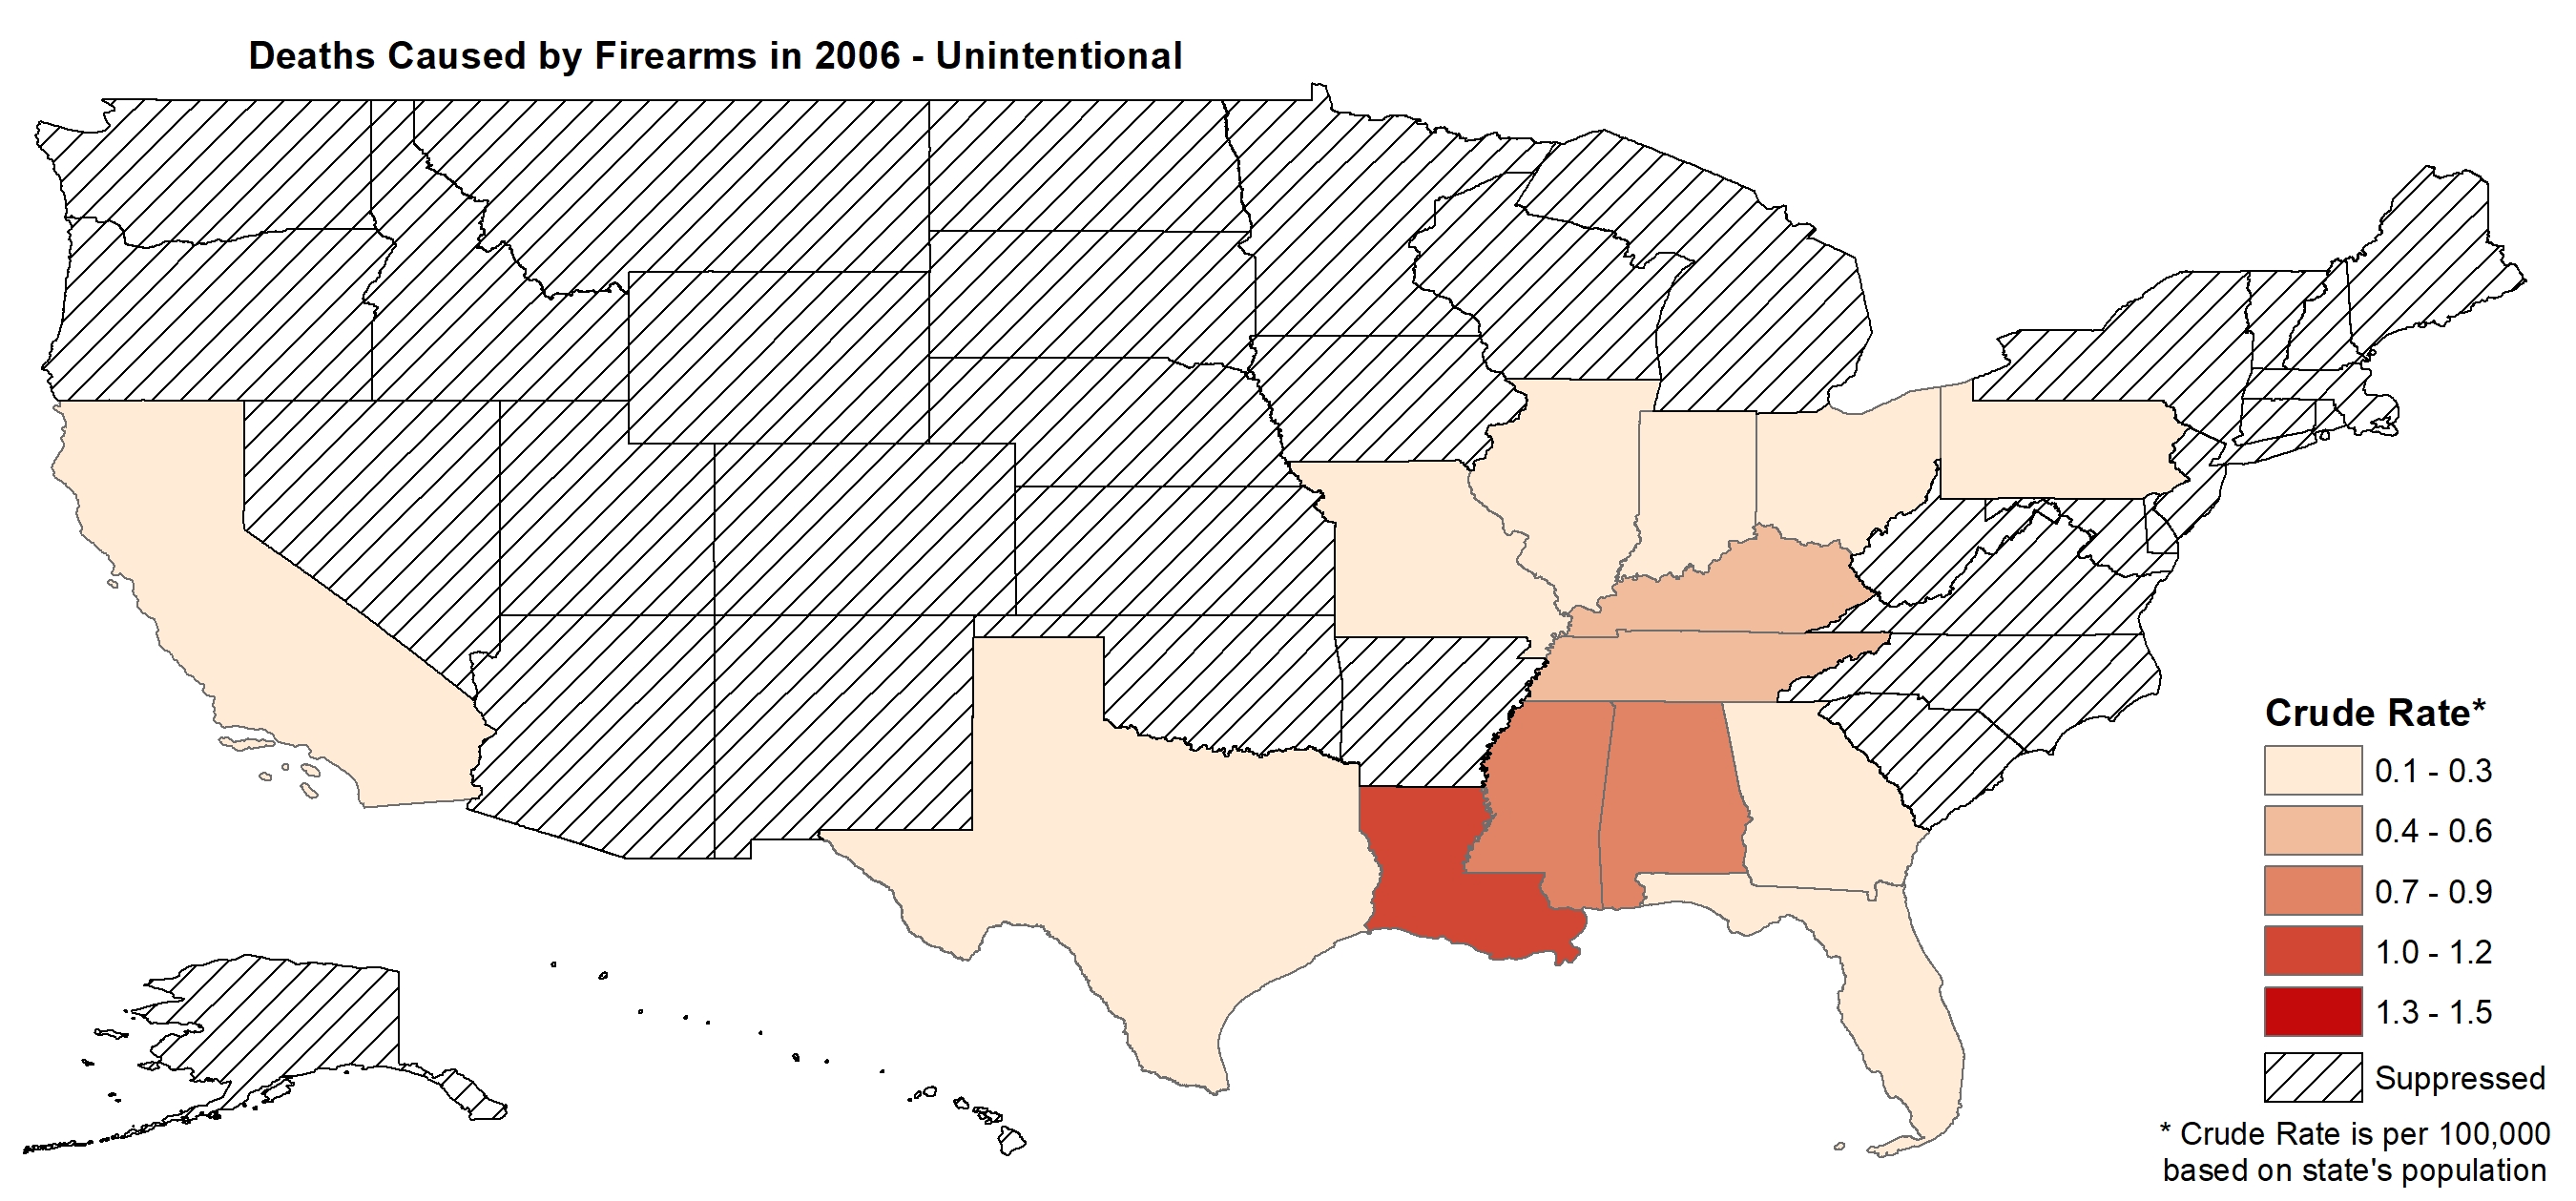 Deaths Caused by Firearms in 2006 - Unintentional
Crude Rate*
0.1 - 0.3
0.4 - 0.6
0.7 - 0.9
1.0 - 1.2
1.3 - 1.5
Suppressed
* Crude Rate is per 100,000
based on state's population